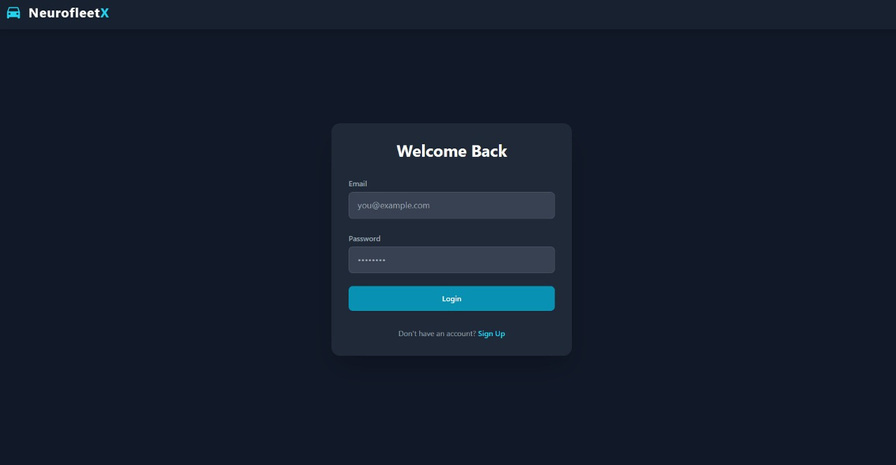 NeurofleetX
Welcome Back
Email
you@example.com
Password
••••••••
Login
Don't have an account? Sign Up